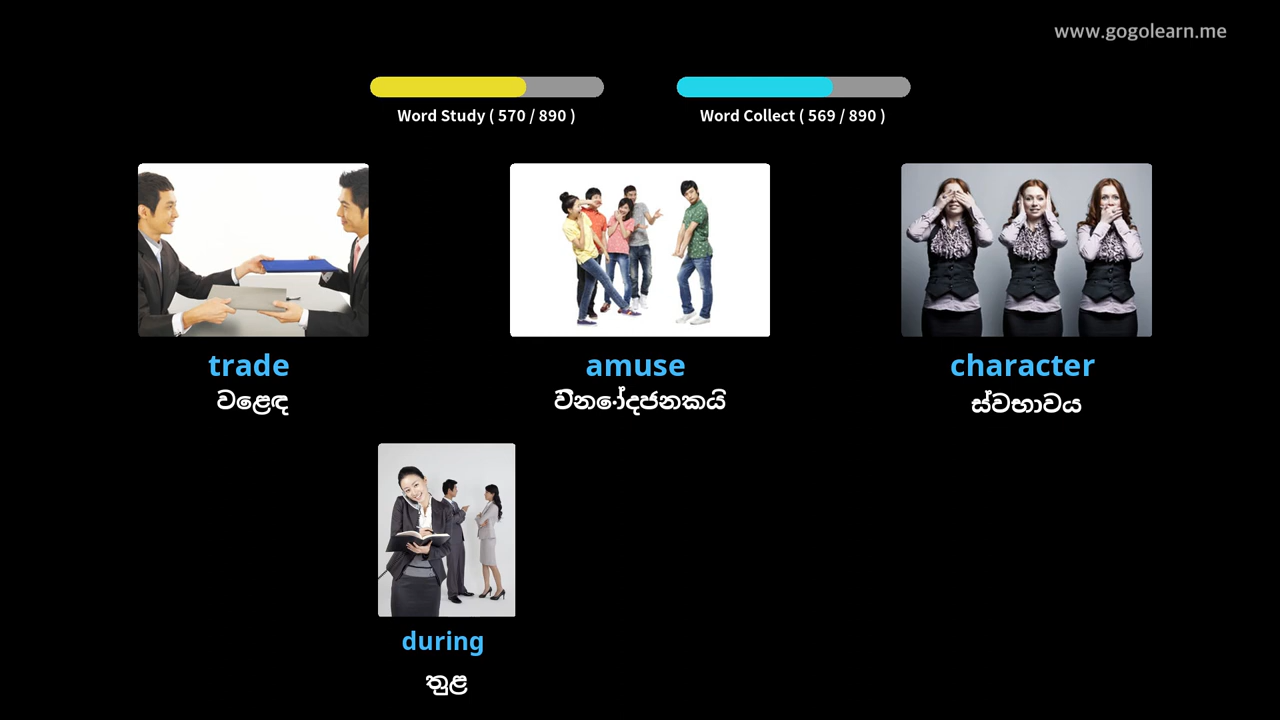 www.gogolearn.me
Word Study ( 570 / 890 )
Word Collect ( 569 / 890 )
trade
වෙළඳ
amuse
විනෝදජනකයි
character
ස්වභාවය
during
තුළ